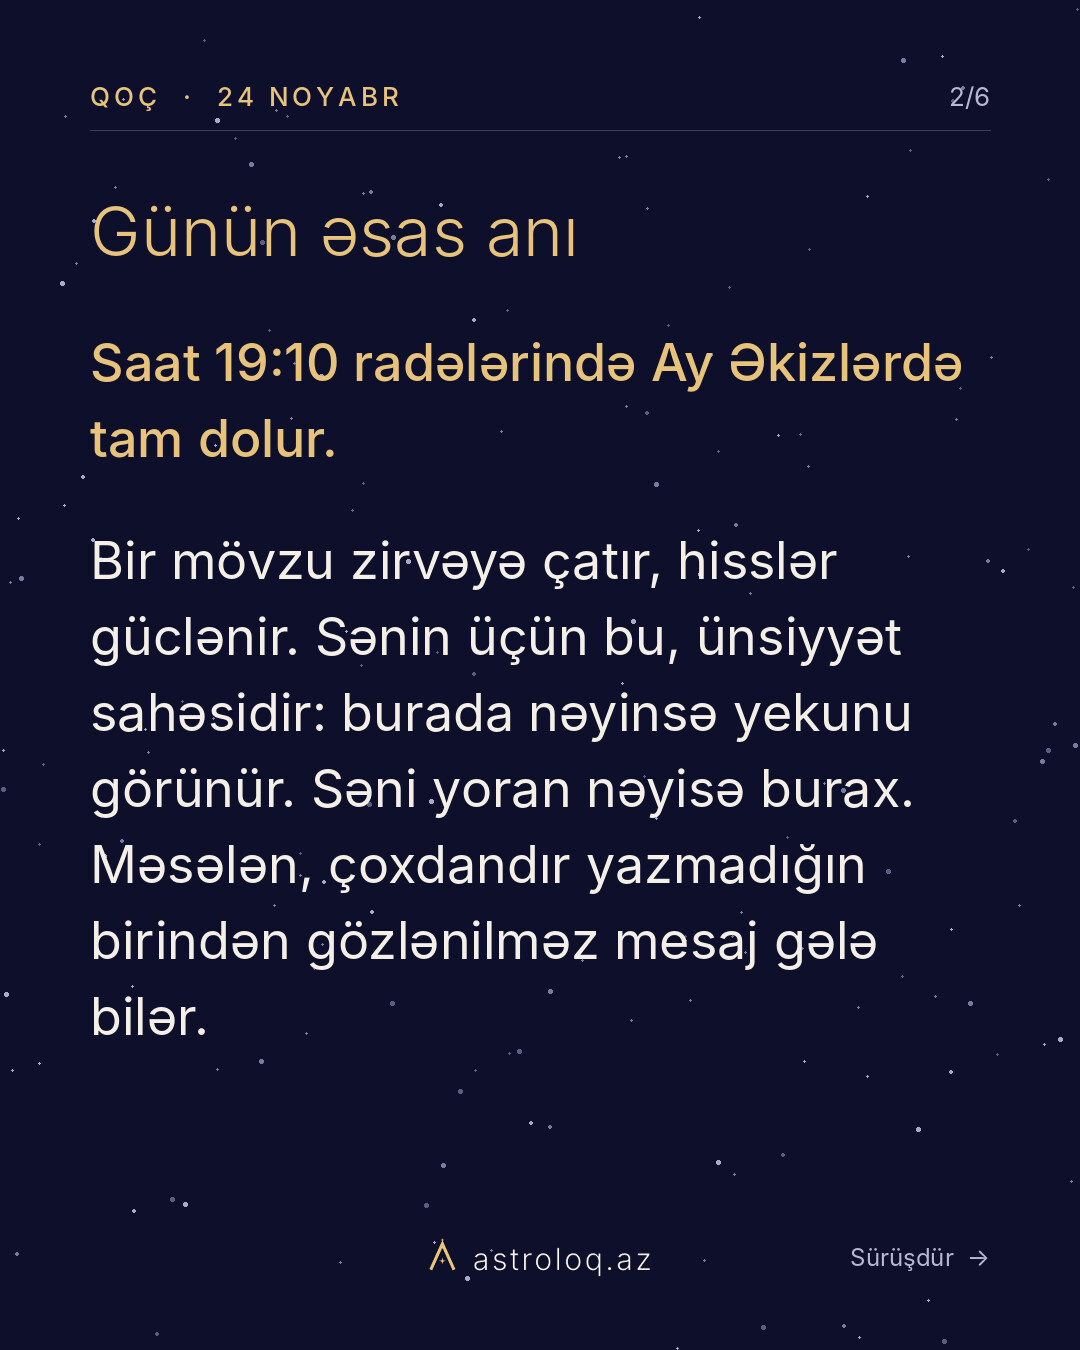 QOÇ · 24 NOYABR
2/6
Günün əsas anı
Saat 19:10 radələrində Ay Əkizlərdə
tam dolur.
Bir mövzu zirvəyə çatır, hisslər
güclənir. Sənin üçün bu, ünsiyyət
sahəsidir: burada nəyinsə yekunu
görünür. Səni yoran nəyisə burax.
Məsələn, çoxdandır yazmadığın
birindən gözlənilməz mesaj gələ
bilər.
astroloq.az
Sürüşdür →